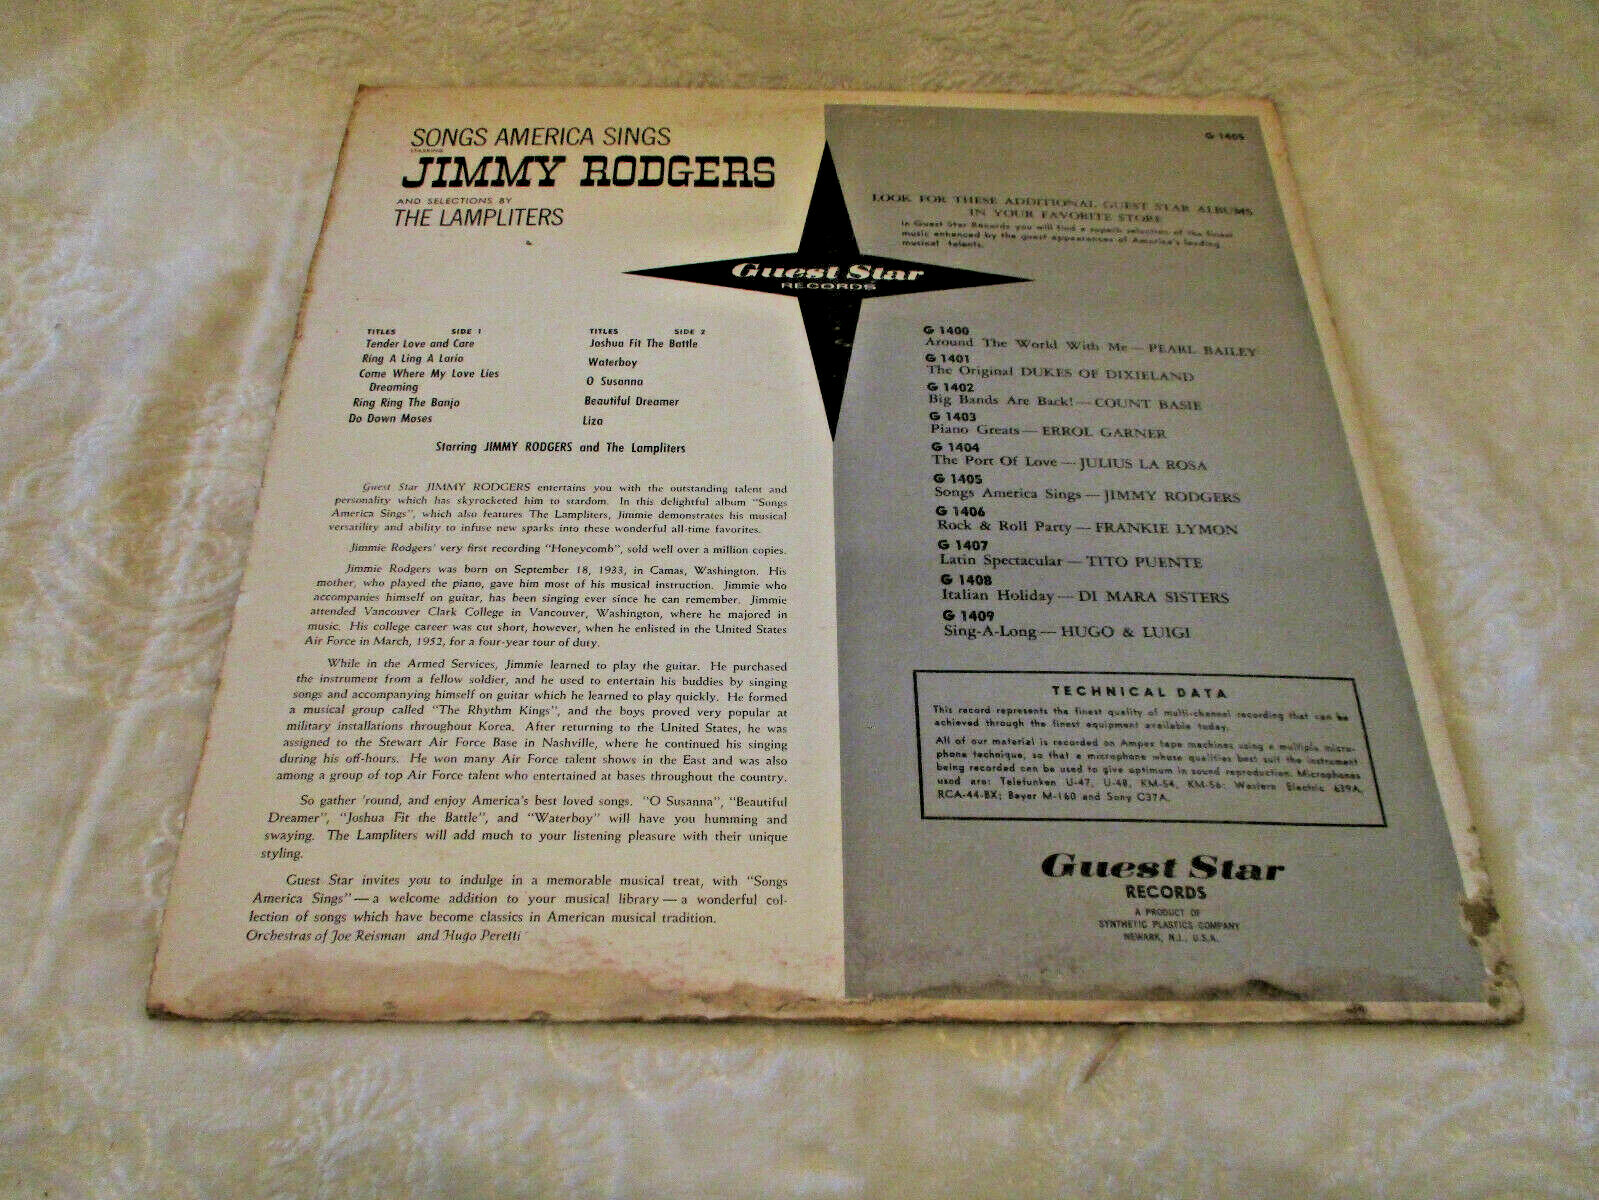 SONGS AMERICA SINGS
STARRING
JIMMY RODGERS
AND SELECTIONS BY
THE LAMPLITERS
Guest Star
RECORDS
TITLES SIDE 1
Tender Love and Care
Ring A Ling A Lario
Come Where My Love Lies
Dreaming
Ring Ring The Banjo
Do Down Moses
TITLES SIDE 2
Joshua Fit The Battle
Waterboy
O Susanna
Beautiful Dreamer
Liza
Starring JIMMY RODGERS and The Lampliters
Guest Star JIMMY RODGERS entertains you with the outstanding talent and
personality which has skyrocketed him to stardom. In this delightful album "Songs
America Sings", which also features The Lampliters, Jimmie demonstrates his musical
versatility and ability to infuse new sparks into these wonderful all-time favorites.
Jimmie Rodgers' very first recording "Honeycomb", sold well over a million copies.
Jimmie Rodgers was born on September 18, 1933, in Camas, Washington. His
mother, who played the piano, gave him most of his musical instruction. Jimmie who
accompanies himself on guitar, has been singing ever since he can remember. Jimmie
attended Vancouver Clark College in Vancouver, Washington, where he majored in
music. His college career was cut short, however, when he enlisted in the United States
Air Force in March, 1952, for a four-year tour of duty.
While in the Armed Services, Jimmie learned to play the guitar. He purchased
the instrument from a fellow soldier, and he used to entertain his buddies by singing
songs and accompanying himself on guitar which he learned to play quickly. He formed
a musical group called "The Rhythm Kings", and the boys proved very popular at
military installations throughout Korea. After returning to the United States, he was
assigned to the Stewart Air Force Base in Nashville, where he continued his singing
during his off-hours. He won many Air Force talent shows in the East and was also
among a group of top Air Force talent who entertained at bases throughout the country.
So gather 'round, and enjoy America's best loved songs. "O Susanna", "Beautiful
Dreamer", "Joshua Fit the Battle", and "Waterboy" will have you humming and
swaying. The Lampliters will add much to your listening pleasure with their unique
styling.
Guest Star invites you to indulge in a memorable musical treat, with "Songs
America Sings" — a welcome addition to your musical library — a wonderful col-
lection of songs which have become classics in American musical tradition.
Orchestras of Joe Reisman and Hugo Peretti
G 1405
LOOK FOR THESE ADDITIONAL GUEST STAR ALBUMS
IN YOUR FAVORITE STORE
In Guest Star Records you will find a superb selection of the finest
music enhanced by the guest appearances of America's leading
musical talents.
G 1400
Around The World With Me — PEARL BAILEY
G 1401
The Original DUKES OF DIXIELAND
G 1402
Big Bands Are Back! — COUNT BASIE
G 1403
Piano Greats — ERROL GARNER
G 1404
The Port Of Love — JULIUS LA ROSA
G 1405
Songs America Sings — JIMMY RODGERS
G 1406
Rock & Roll Party — FRANKIE LYMON
G 1407
Latin Spectacular — TITO PUENTE
G 1408
Italian Holiday — DI MARA SISTERS
G 1409
Sing-A-Long — HUGO & LUIGI
TECHNICAL DATA
This record represents the finest quality of multi-channel recording that can be
achieved through the finest equipment available today.
All of our material is recorded on Ampex tape machines using a multiple micro-
phone technique, so that a microphone whose qualities best suit the instrument
being recorded can be used to give optimum in sound reproduction. Microphones
used are: Telefunken U-47, U-48, KM-54, KM-56; Western Electric 639A,
RCA-44-BX; Beyer M-160 and Sony C37A.
Guest Star
RECORDS
A PRODUCT OF
SYNTHETIC PLASTICS COMPANY
NEWARK, N.J., U.S.A.